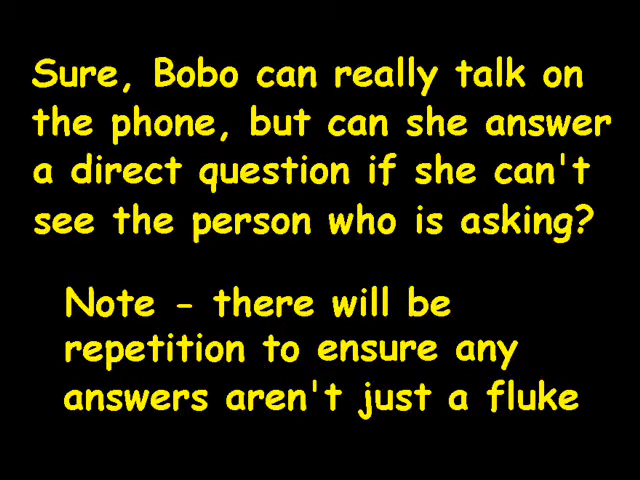 Sure, Bobo can really talk on
the phone, but can she answer
a direct question if she can't
see the person who is asking?
Note - there will be
repetition to ensure any
answers aren't just a fluke